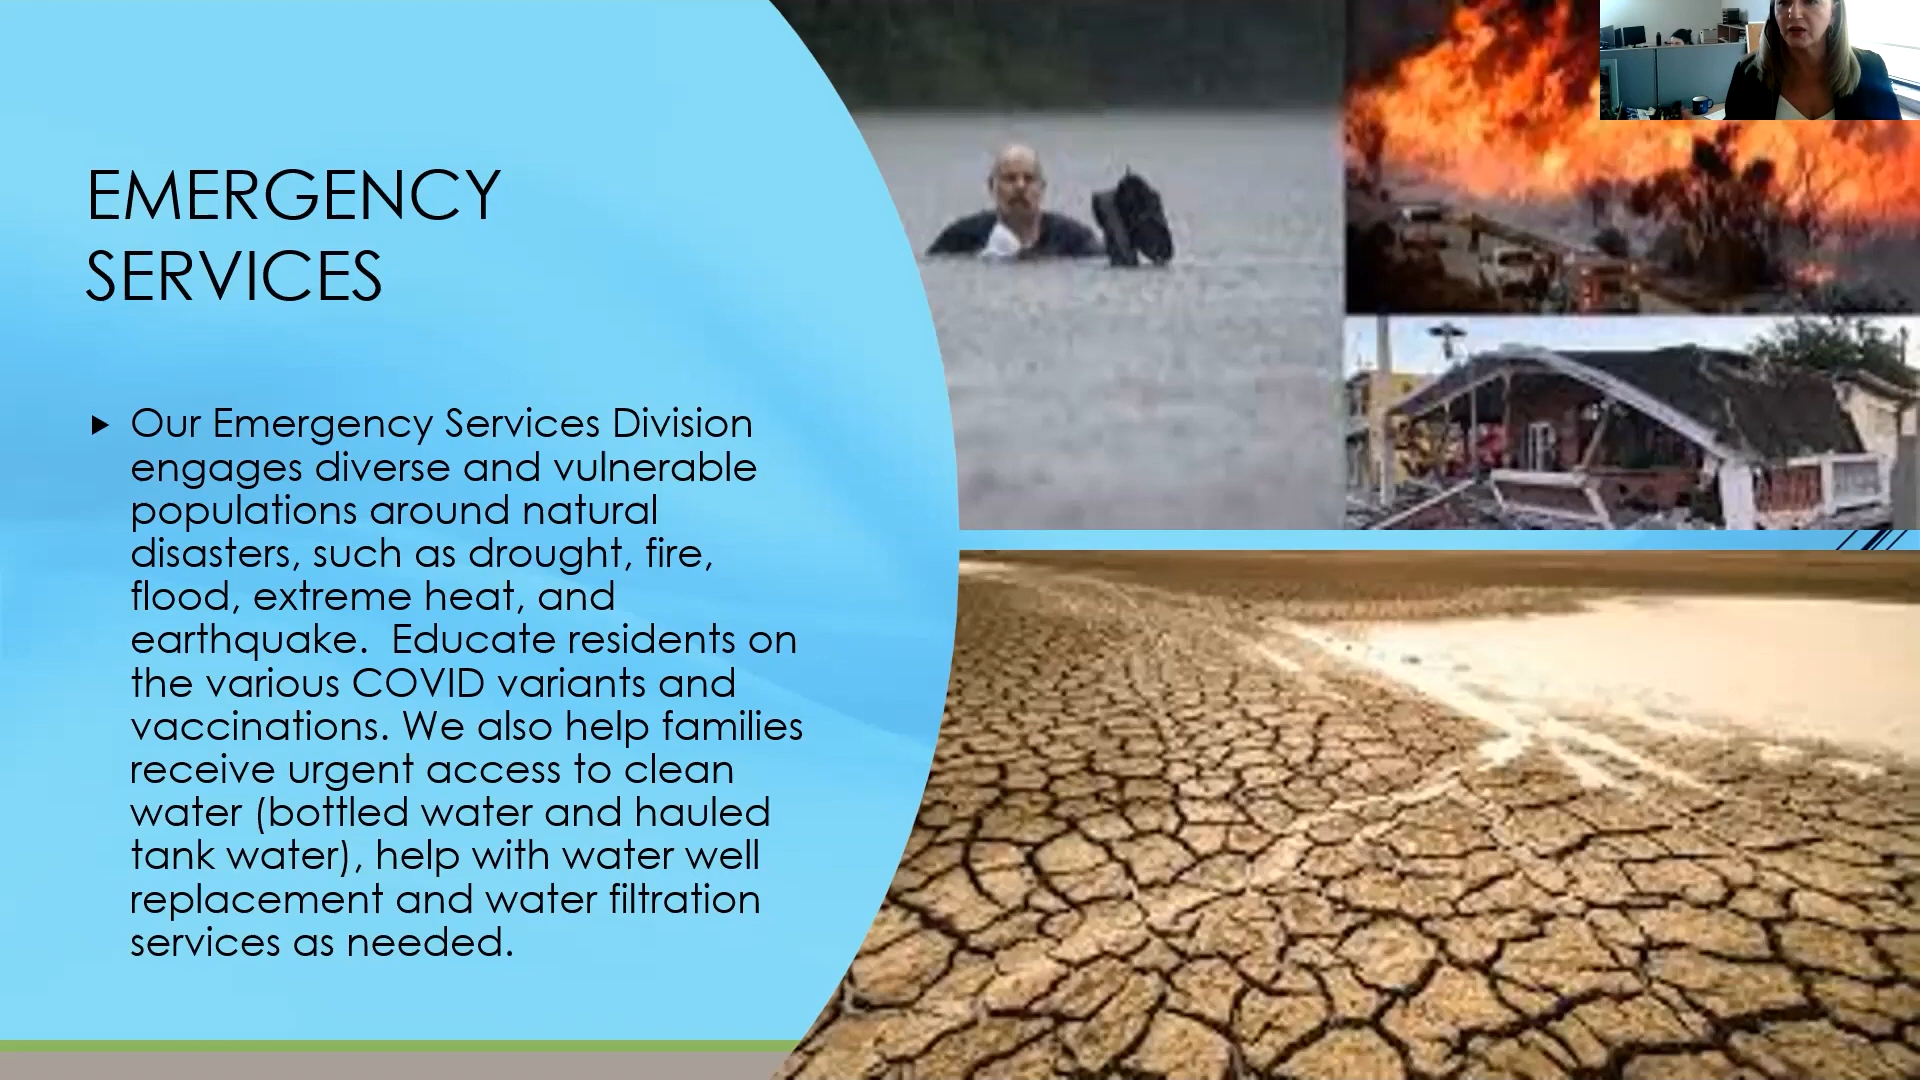 EMERGENCY
SERVICES
Our Emergency Services Division
engages diverse and vulnerable
populations around natural
disasters, such as drought, fire,
flood, extreme heat, and
earthquake.  Educate residents on
the various COVID variants and
vaccinations. We also help families
receive urgent access to clean
water (bottled water and hauled
tank water), help with water well
replacement and water filtration
services as needed.